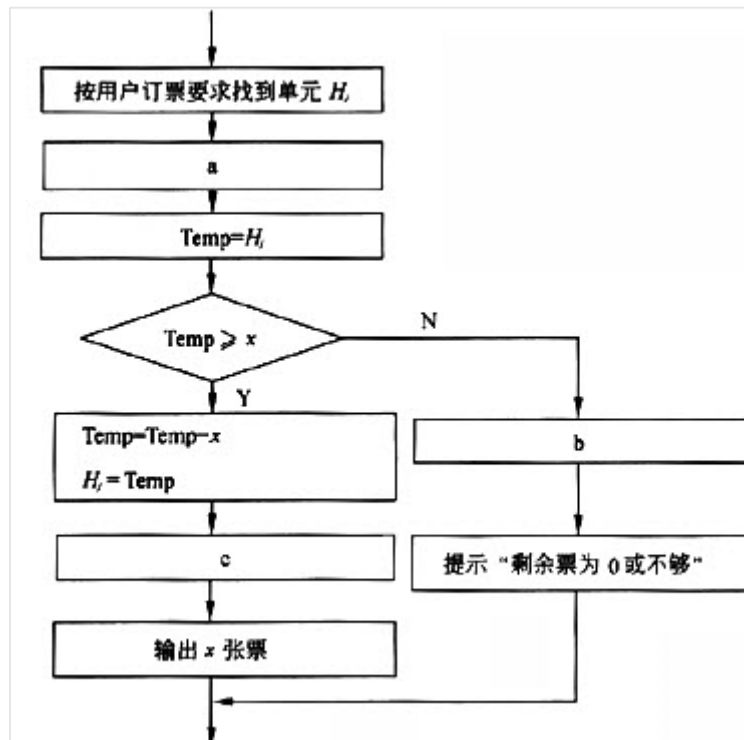 按用户订票要求找到单元 Hᵢ
a
Temp=Hᵢ
Temp ⩾ x
N
Y
Temp=Temp−x
Hᵢ = Temp
b
c
提示“剩余票为 0 或不够”
输出 x 张票